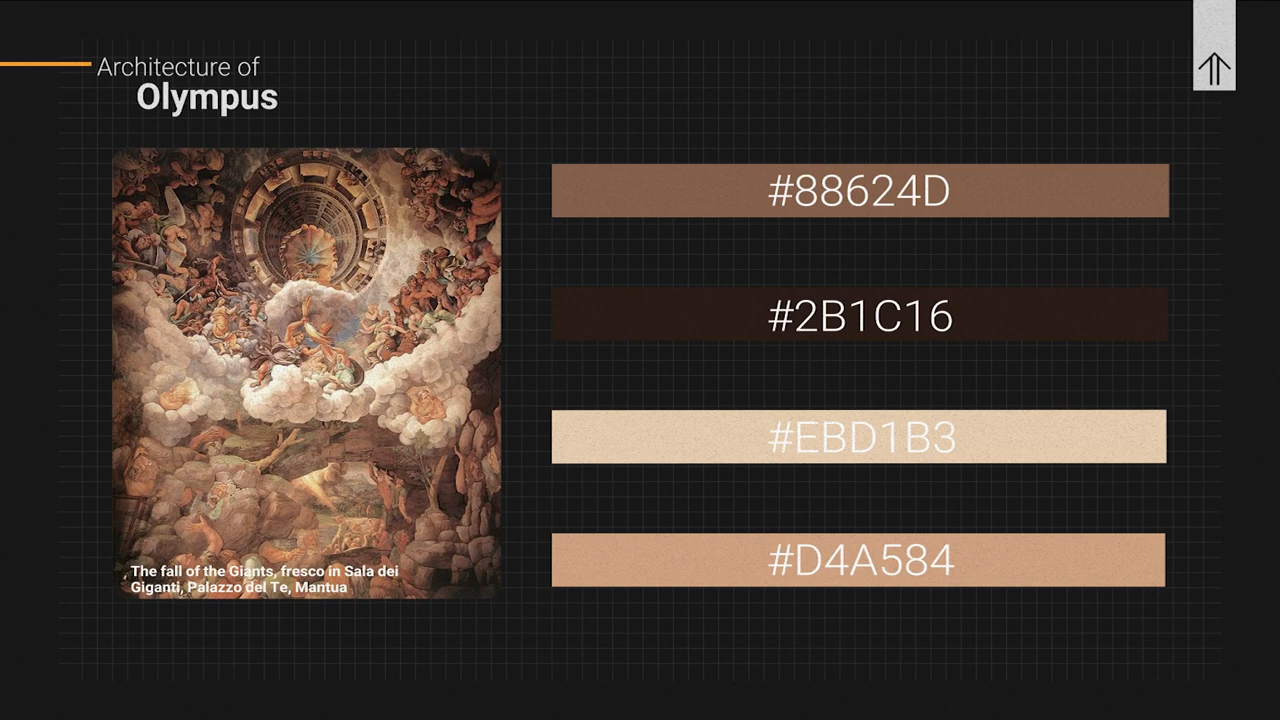 Architecture of
Olympus
#88624D
#2B1C16
#EBD1B3
#D4A584
The fall of the Giants, fresco in Sala dei
Giganti, Palazzo del Te, Mantua